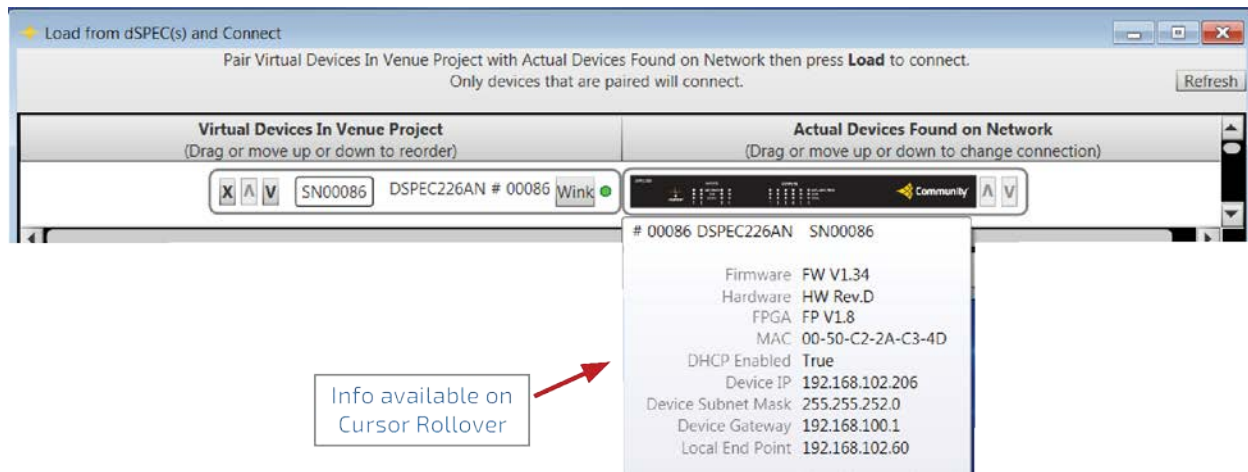 Load from dSPEC(s) and Connect
Pair Virtual Devices In Venue Project with Actual Devices Found on Network then press Load to connect.
Only devices that are paired will connect.
Refresh
Virtual Devices In Venue Project
(Drag or move up or down to reorder)
Actual Devices Found on Network
(Drag or move up or down to change connection)
X Λ V SN00086 DSPEC226AN # 00086 Wink
Community Λ V
# 00086 DSPEC226AN SN00086
Firmware FW V1.34
Hardware HW Rev.D
FPGA FP V1.8
MAC 00-50-C2-2A-C3-4D
DHCP Enabled True
Device IP 192.168.102.206
Device Subnet Mask 255.255.252.0
Device Gateway 192.168.100.1
Local End Point 192.168.102.60
Info available on
Cursor Rollover